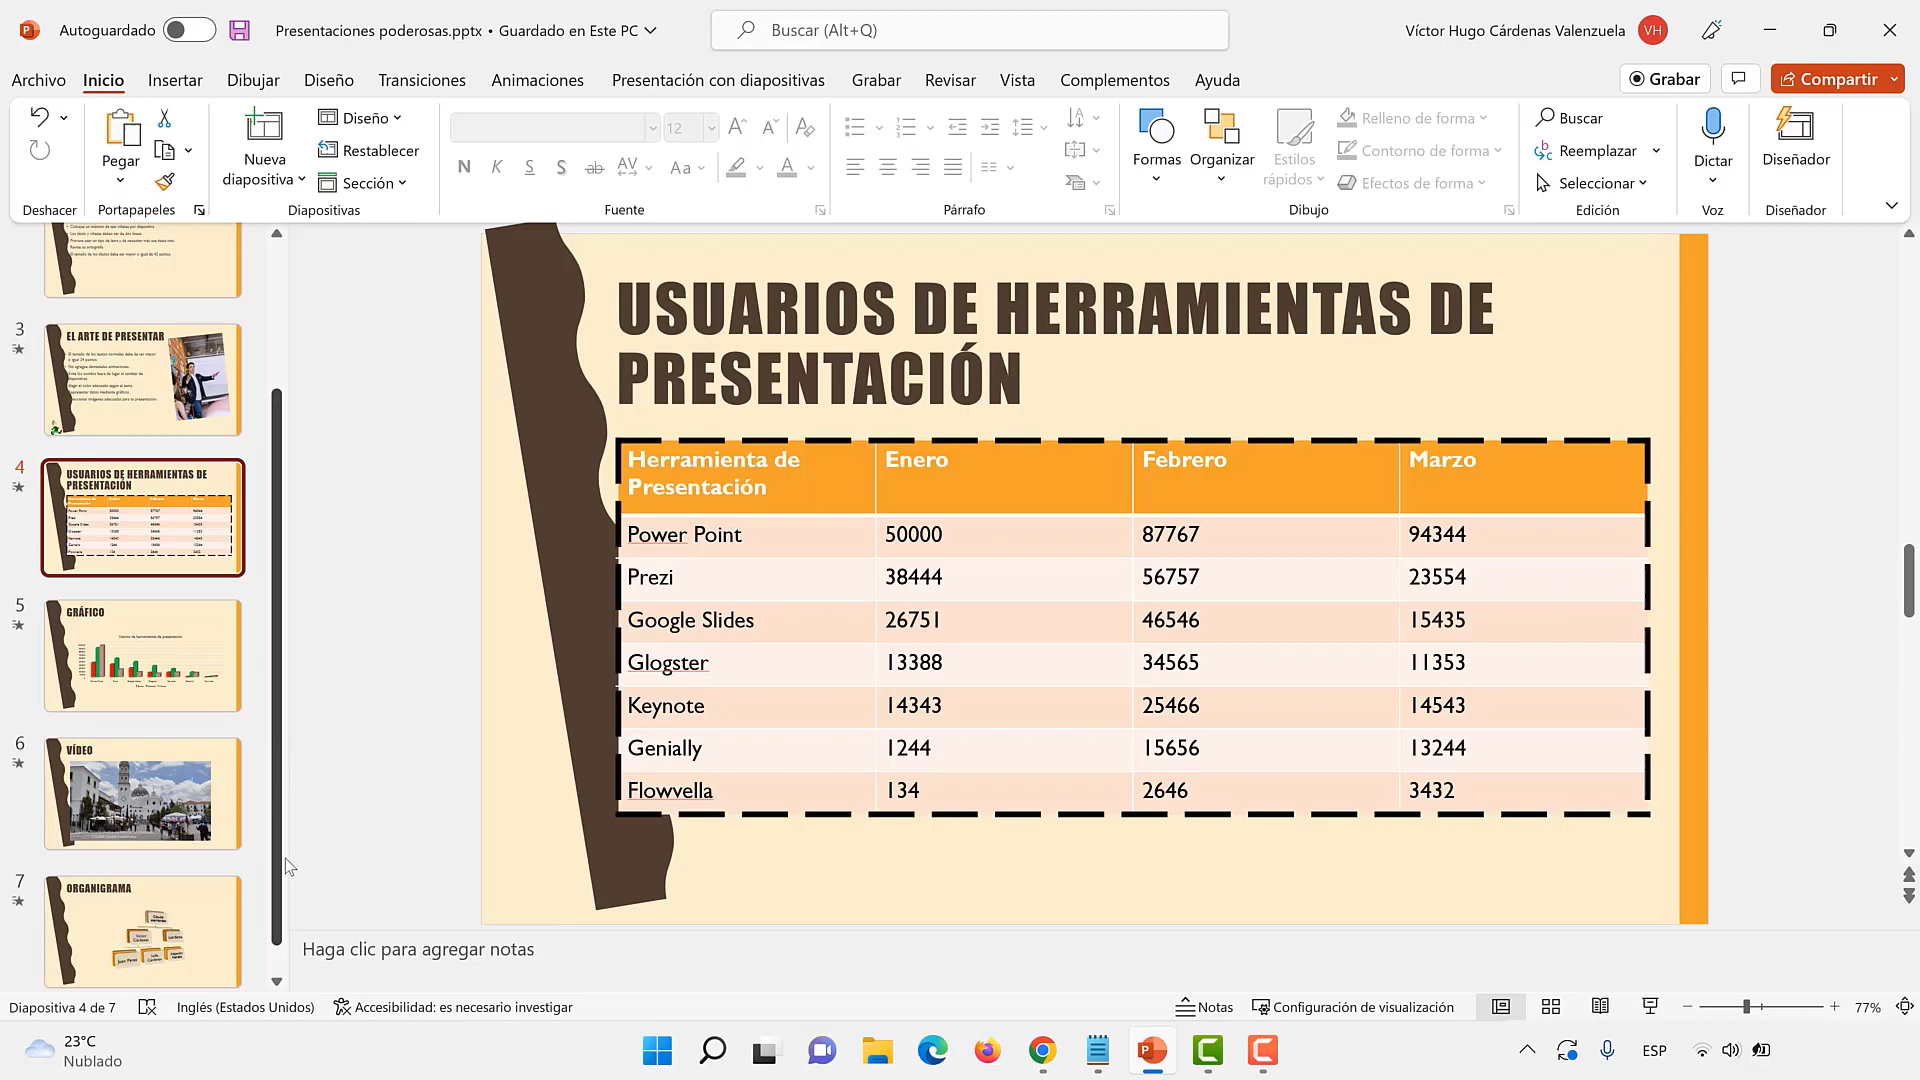 Autoguardado
Presentaciones poderosas.pptx • Guardado en Este PC
Buscar (Alt+Q)
Víctor Hugo Cárdenas Valenzuela
VH
Archivo
Inicio
Insertar
Dibujar
Diseño
Transiciones
Animaciones
Presentación con diapositivas
Grabar
Revisar
Vista
Complementos
Ayuda
Grabar
Compartir
Pegar
Nueva
diapositiva
Diseño
Restablecer
Sección
12
N K S S ab AV Aa A
Formas
Organizar
Estilos
rápidos
Relleno de forma
Contorno de forma
Efectos de forma
Buscar
Reemplazar
Seleccionar
Dictar
Diseñador
Deshacer
Portapapeles
Diapositivas
Fuente
Párrafo
Dibujo
Edición
Voz
Diseñador
3
EL ARTE DE PRESENTAR
4
USUARIOS DE HERRAMIENTAS DE
PRESENTACIÓN
5
GRÁFICO
6
VÍDEO
7
ORGANIGRAMA
USUARIOS DE HERRAMIENTAS DE
PRESENTACIÓN
Herramienta de
Presentación
Enero
Febrero
Marzo
Power Point 50000 87767 94344
Prezi 38444 56757 23554
Google Slides 26751 46546 15435
Glogster 13388 34565 11353
Keynote 14343 25466 14543
Genially 1244 15656 13244
Flowvella 134 2646 3432
Haga clic para agregar notas
Diapositiva 4 de 7
Inglés (Estados Unidos)
Accesibilidad: es necesario investigar
Notas
Configuración de visualización
77%
23°C
Nublado
ESP